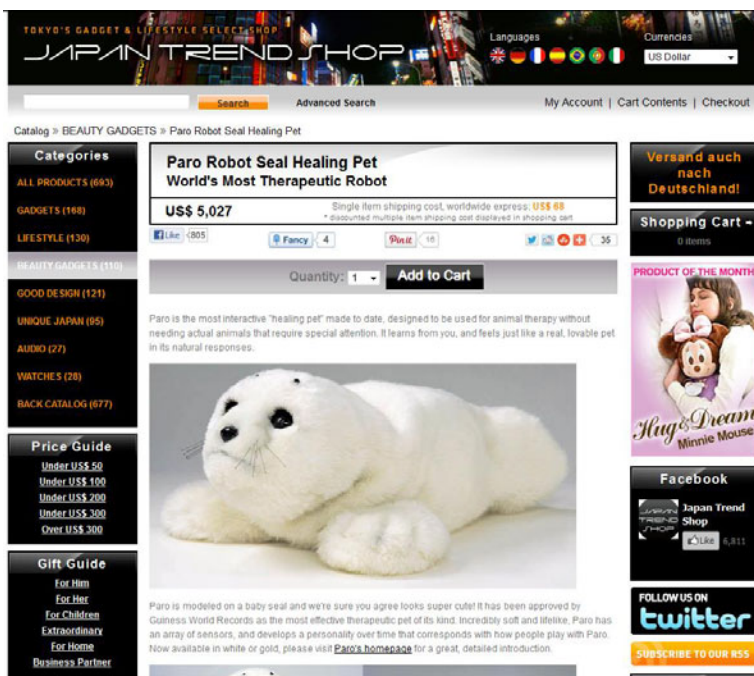 TOKYO'S GADGET & LIFESTYLE SELECT SHOP
JAPAN TREND SHOP
Languages
Currencies
US Dollar
Search
Advanced Search
My Account | Cart Contents | Checkout
Catalog » BEAUTY GADGETS » Paro Robot Seal Healing Pet
Categories
ALL PRODUCTS (693)
GADGETS (168)
LIFESTYLE (130)
BEAUTY GADGETS (110)
GOOD DESIGN (121)
UNIQUE JAPAN (95)
AUDIO (27)
WATCHES (28)
BACK CATALOG (677)
Price Guide
Under US$ 50
Under US$ 100
Under US$ 200
Under US$ 300
Over US$ 300
Gift Guide
For Him
For Her
For Children
Extraordinary
For Home
Business Partner
Paro Robot Seal Healing Pet
World's Most Therapeutic Robot
US$ 5,027
Single item shipping cost, worldwide express: US$ 68
* discounted multiple item shipping cost displayed in shopping cart
Like 805
Fancy 4
Pin it 16
35
Quantity: 1
Add to Cart
Paro is the most interactive "healing pet" made to date, designed to be used for animal therapy without
needing actual animals that require special attention. It learns from you, and feels just like a real, lovable pet
in its natural responses.
Paro is modeled on a baby seal and we're sure you agree looks super cute! It has been approved by
Guiness World Records as the most effective therapeutic pet of its kind. Incredibly soft and lifelike, Paro has
an array of sensors, and develops a personality over time that corresponds with how people play with Paro.
Now available in white or gold, please visit Paro's homepage for a great, detailed introduction.
Versand auch
nach
Deutschland!
Shopping Cart
0 items
PRODUCT OF THE MONTH
Hug & Dream
Minnie Mouse
Facebook
JAPAN
TREND
SHOP
Japan Trend
Shop
Like 6,811
FOLLOW US ON
twitter
SUBSCRIBE TO OUR RSS